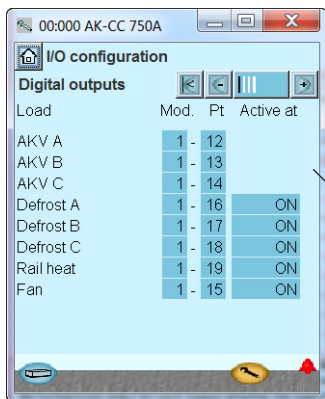 00:000 AK-CC 750A
I/O configuration
Digital outputs
Load Mod. Pt Active at
AKV A 1 - 12
AKV B 1 - 13
AKV C 1 - 14
Defrost A 1 - 16 ON
Defrost B 1 - 17 ON
Defrost C 1 - 18 ON
Rail heat 1 - 19 ON
Fan 1 - 15 ON